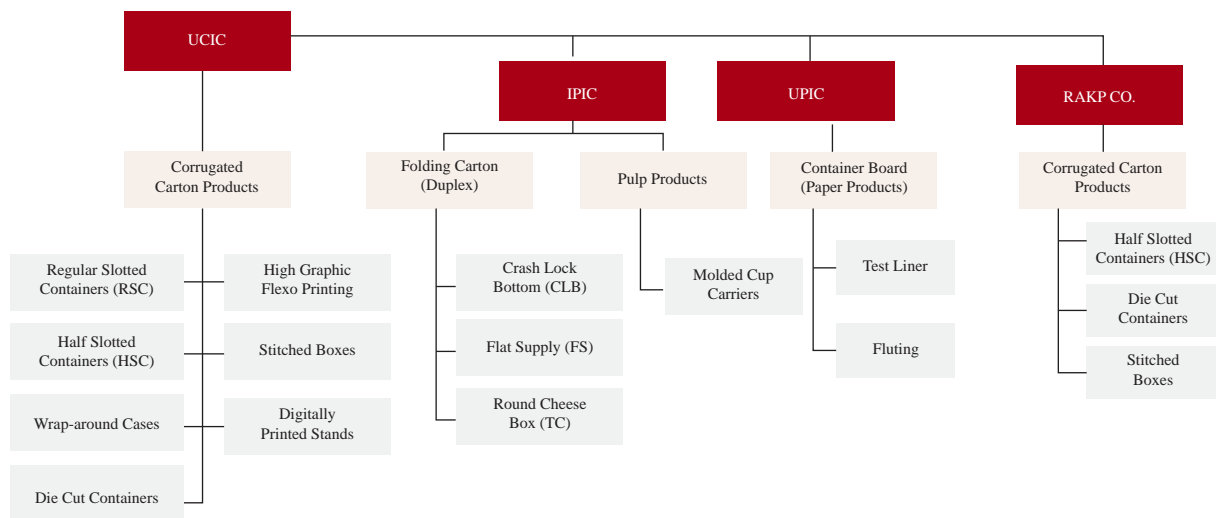 UCIC
IPIC
UPIC
RAKP CO.
Corrugated
Carton Products
Folding Carton
(Duplex)
Pulp Products
Container Board
(Paper Products)
Corrugated Carton
Products
Regular Slotted
Containers (RSC)
High Graphic
Flexo Printing
Half Slotted
Containers (HSC)
Stitched Boxes
Wrap-around Cases
Digitally
Printed Stands
Die Cut Containers
Crash Lock
Bottom (CLB)
Flat Supply (FS)
Round Cheese
Box (TC)
Molded Cup
Carriers
Test Liner
Fluting
Half Slotted
Containers (HSC)
Die Cut
Containers
Stitched
Boxes